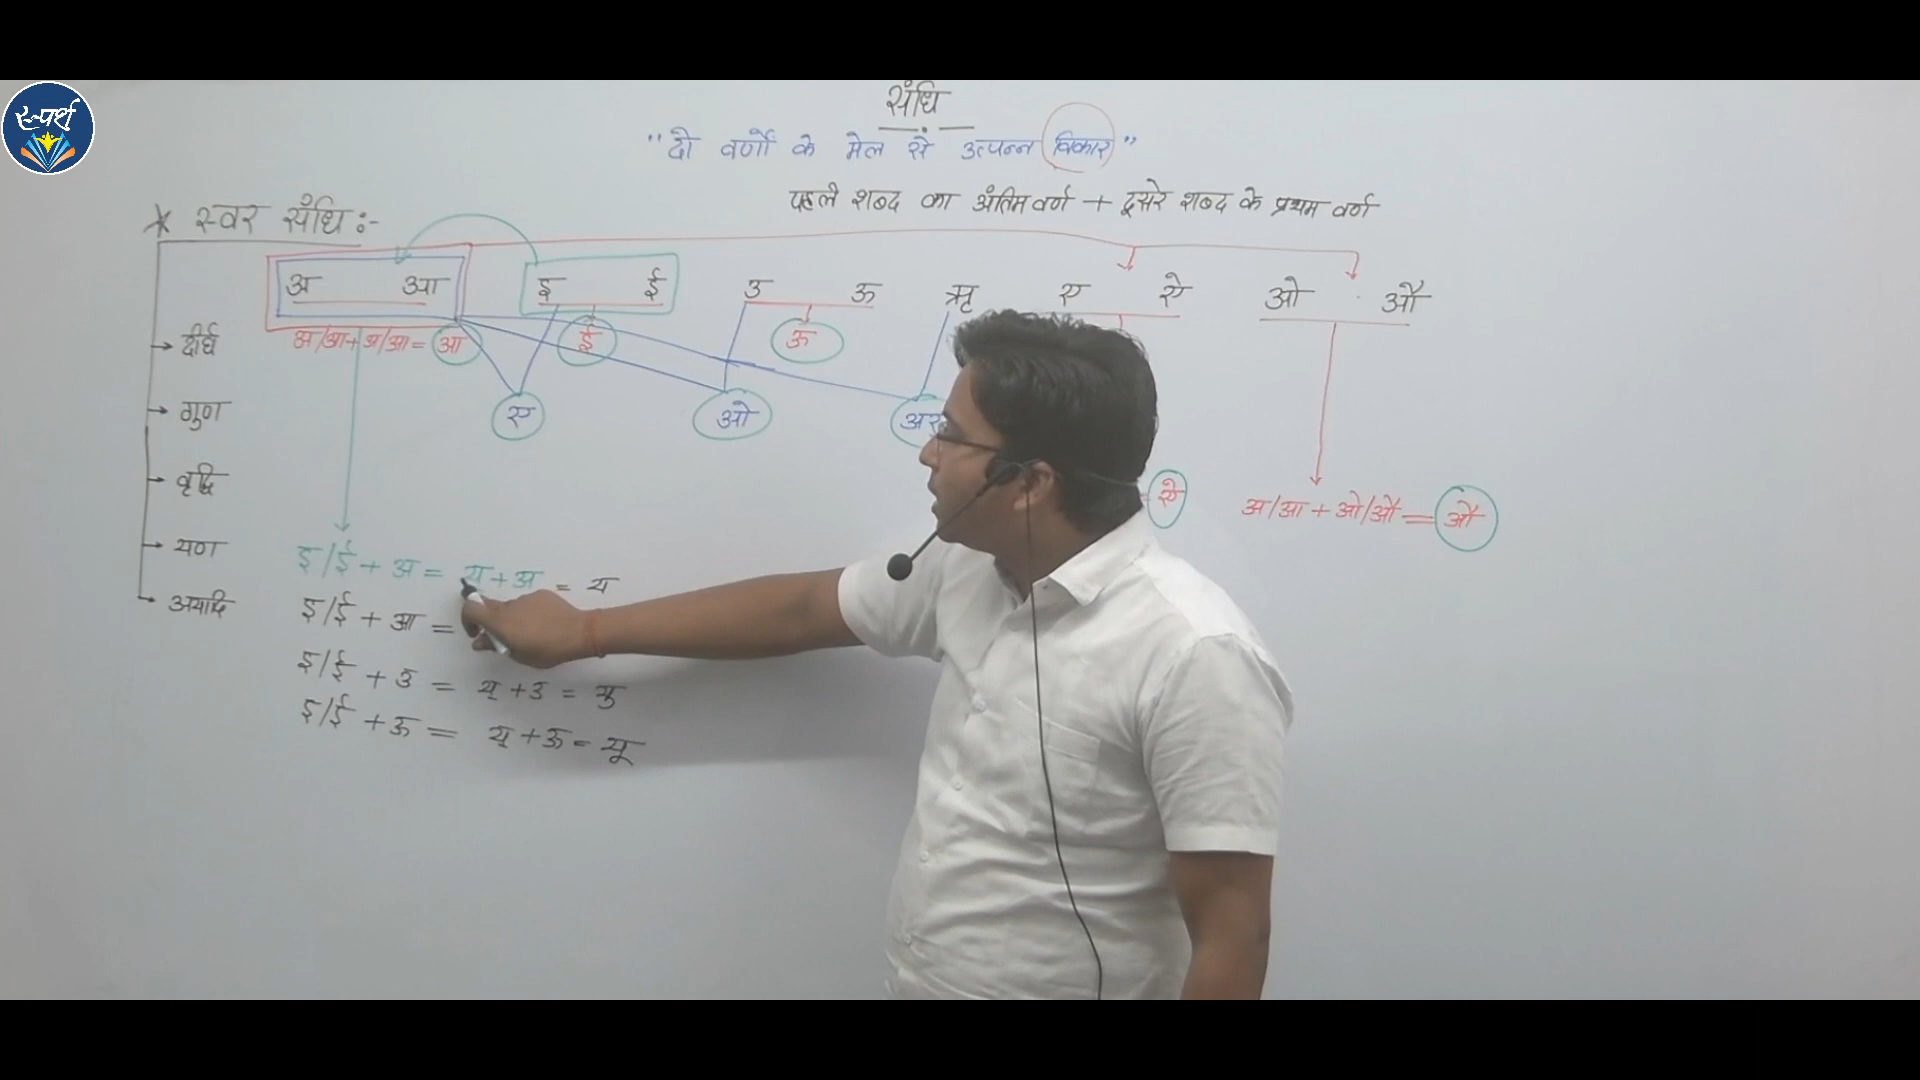 स्पर्श
संधि
"दो वर्णों के मेल से उत्पन्न विकार"
पहले शब्द का अंतिम वर्ण + दूसरे शब्द के प्रथम वर्ण
* स्वर संधि :-
अ आ इ ई उ ऊ ऋ ए ऐ ओ औ
→ दीर्घ
अ/आ + अ/आ = आ ई ऊ
→ गुण
ए ओ अर
→ वृद्धि
ऐ
अ/आ + ओ/औ = औ
→ यण
→ अयादि
इ/ई + अ = य् + अ = य
इ/ई + आ =
इ/ई + उ = य् + उ = यु
इ/ई + ऊ = य् + ऊ = यू